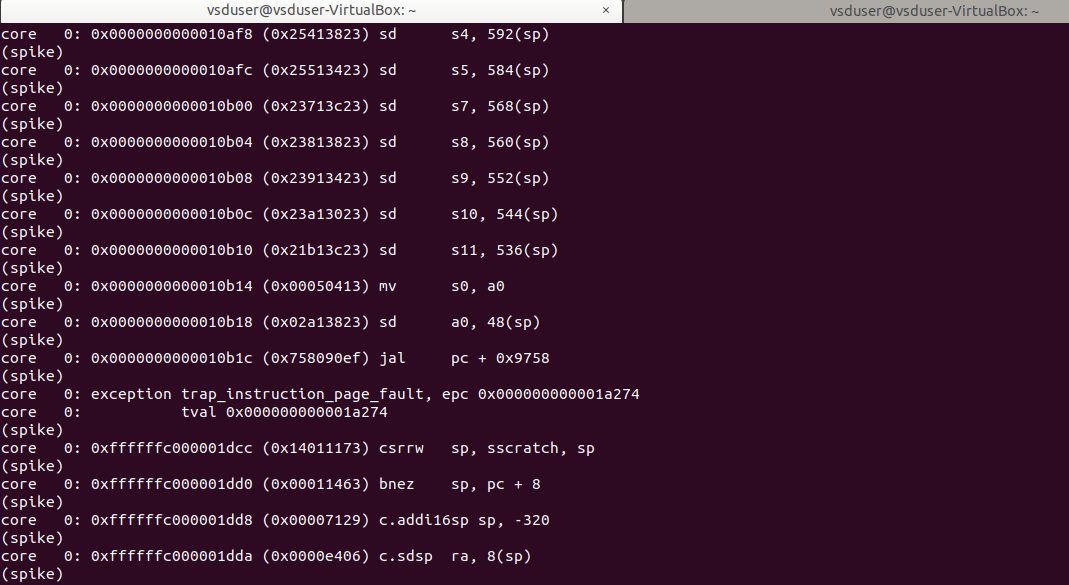 vsduser@vsduser-VirtualBox: ~ × vsduser@vsduser-VirtualBox: ~
core   0: 0x0000000000010af8 (0x25413823) sd      s4, 592(sp)
(spike)
core   0: 0x0000000000010afc (0x25513423) sd      s5, 584(sp)
(spike)
core   0: 0x0000000000010b00 (0x23713c23) sd      s7, 568(sp)
(spike)
core   0: 0x0000000000010b04 (0x23813823) sd      s8, 560(sp)
(spike)
core   0: 0x0000000000010b08 (0x23913423) sd      s9, 552(sp)
(spike)
core   0: 0x0000000000010b0c (0x23a13023) sd      s10, 544(sp)
(spike)
core   0: 0x0000000000010b10 (0x21b13c23) sd      s11, 536(sp)
(spike)
core   0: 0x0000000000010b14 (0x00050413) mv      s0, a0
(spike)
core   0: 0x0000000000010b18 (0x02a13823) sd      a0, 48(sp)
(spike)
core   0: 0x0000000000010b1c (0x758090ef) jal     pc + 0x9758
(spike)
core   0: exception trap_instruction_page_fault, epc 0x000000000001a274
core   0:           tval 0x000000000001a274
(spike)
core   0: 0xffffffc000001dcc (0x14011173) csrrw   sp, sscratch, sp
(spike)
core   0: 0xffffffc000001dd0 (0x00011463) bnez    sp, pc + 8
(spike)
core   0: 0xffffffc000001dd8 (0x00007129) c.addi16sp sp, -320
(spike)
core   0: 0xffffffc000001dda (0x0000e406) c.sdsp  ra, 8(sp)
(spike)